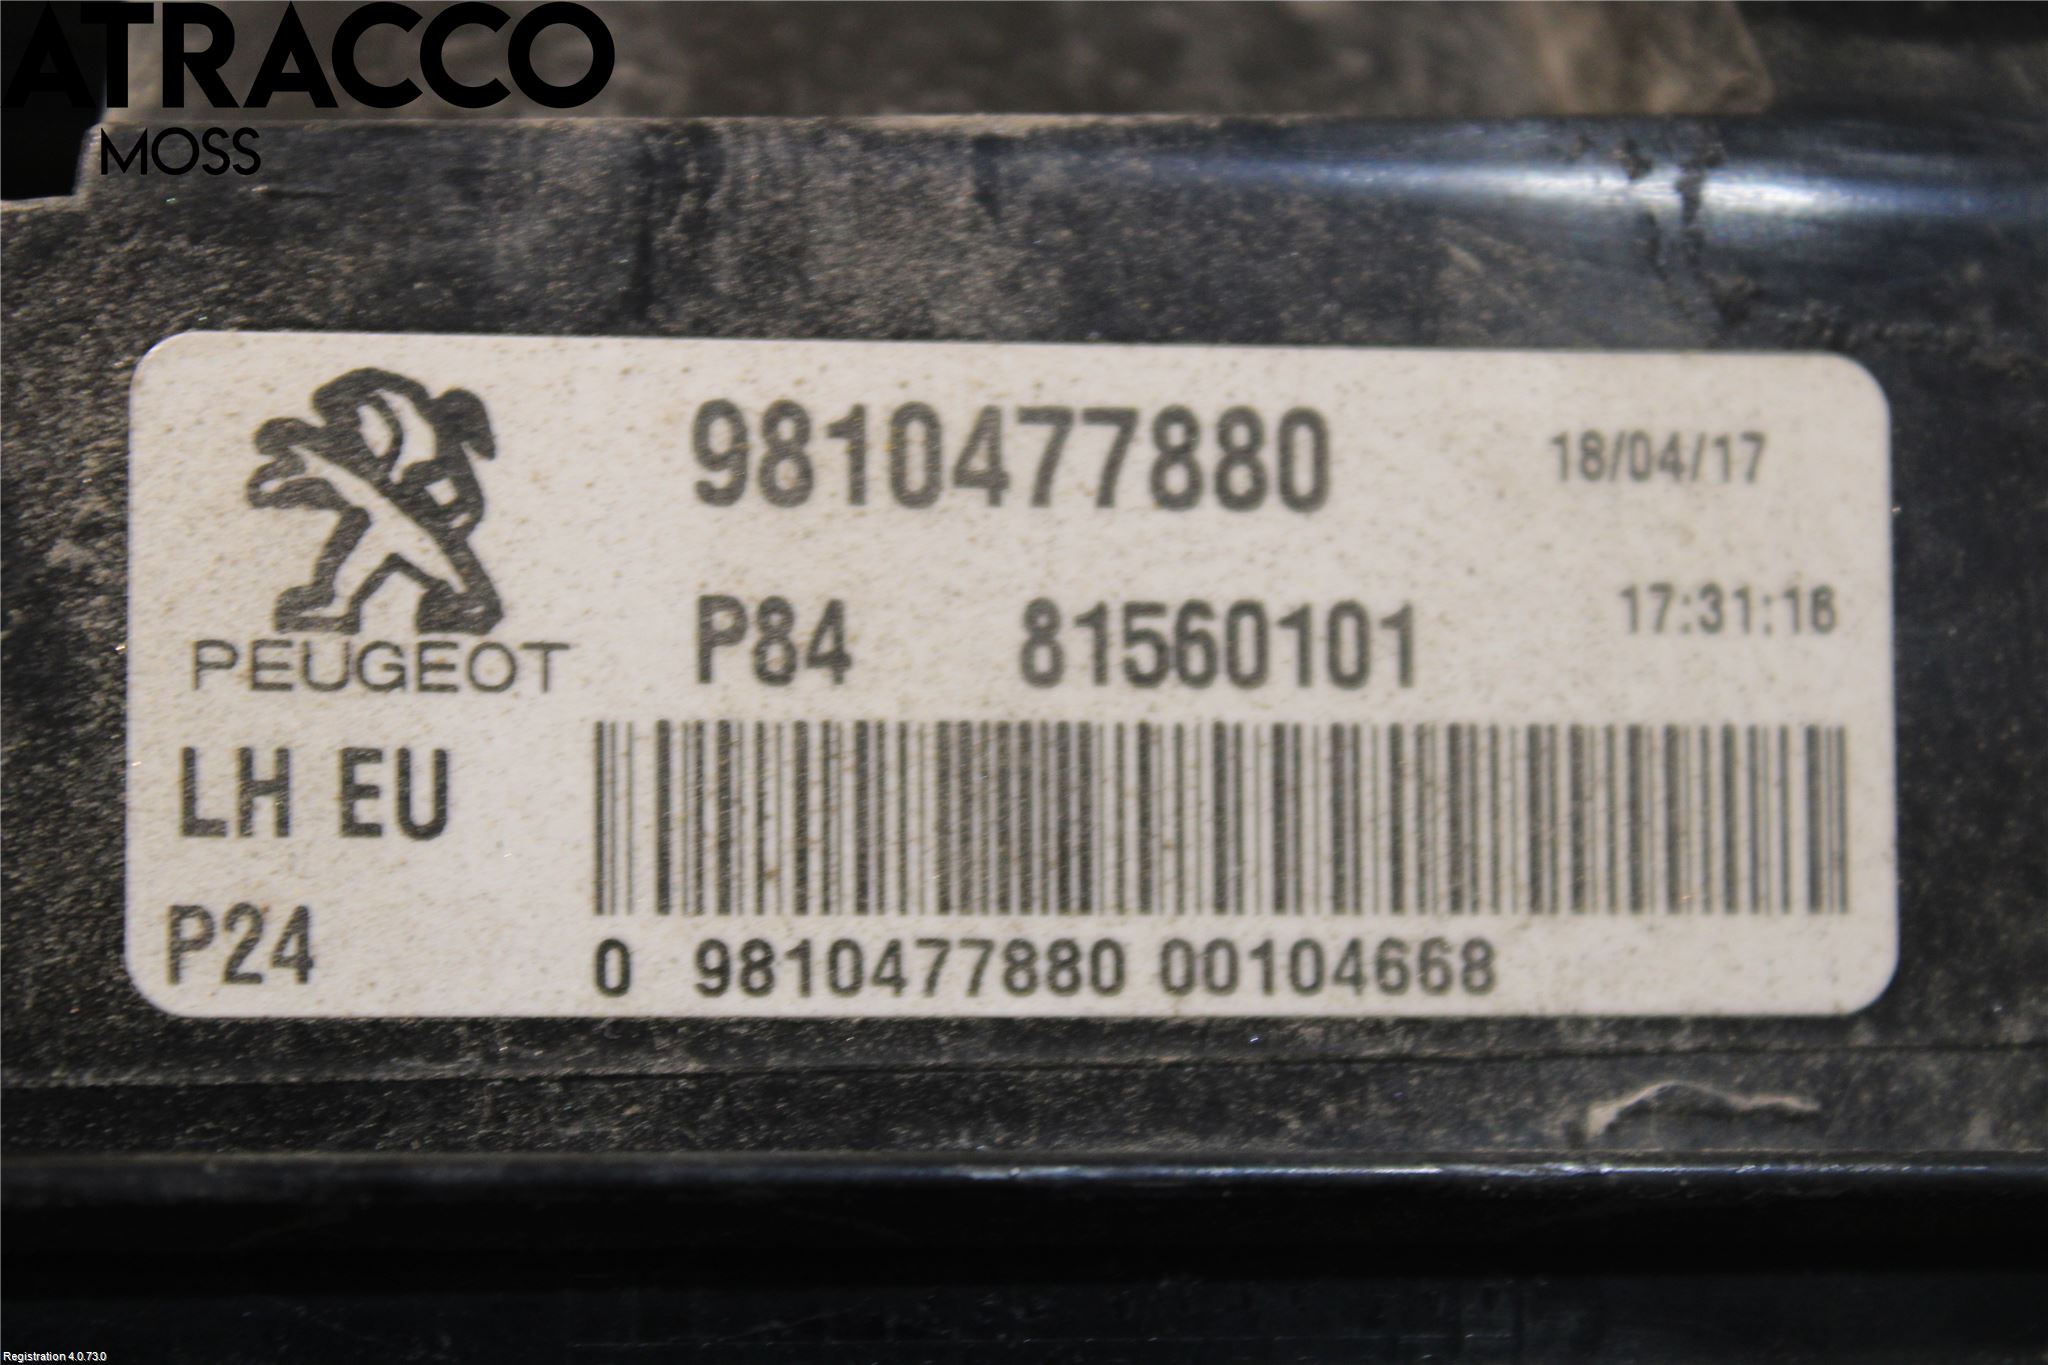 ATRACCO
MOSS
9810477880
18/04/17
P84 81560101
17:31:16
PEUGEOT
LH EU
P24
0 9810477880 00104668
Registration 4.0.73.0